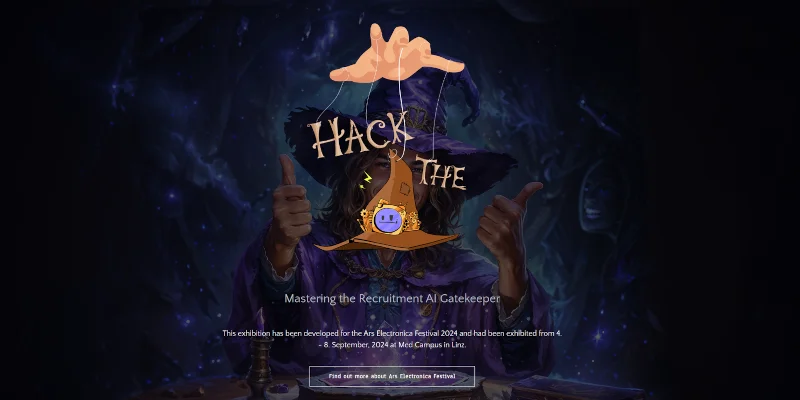 HACK
THE
Mastering the Recruitment AI Gatekeeper
This exhibition has been developed for the Ars Electronica Festival 2024 and had been exhibited from 4.
- 8. September, 2024 at Med Campus in Linz.
Find out more about Ars Electronica Festival